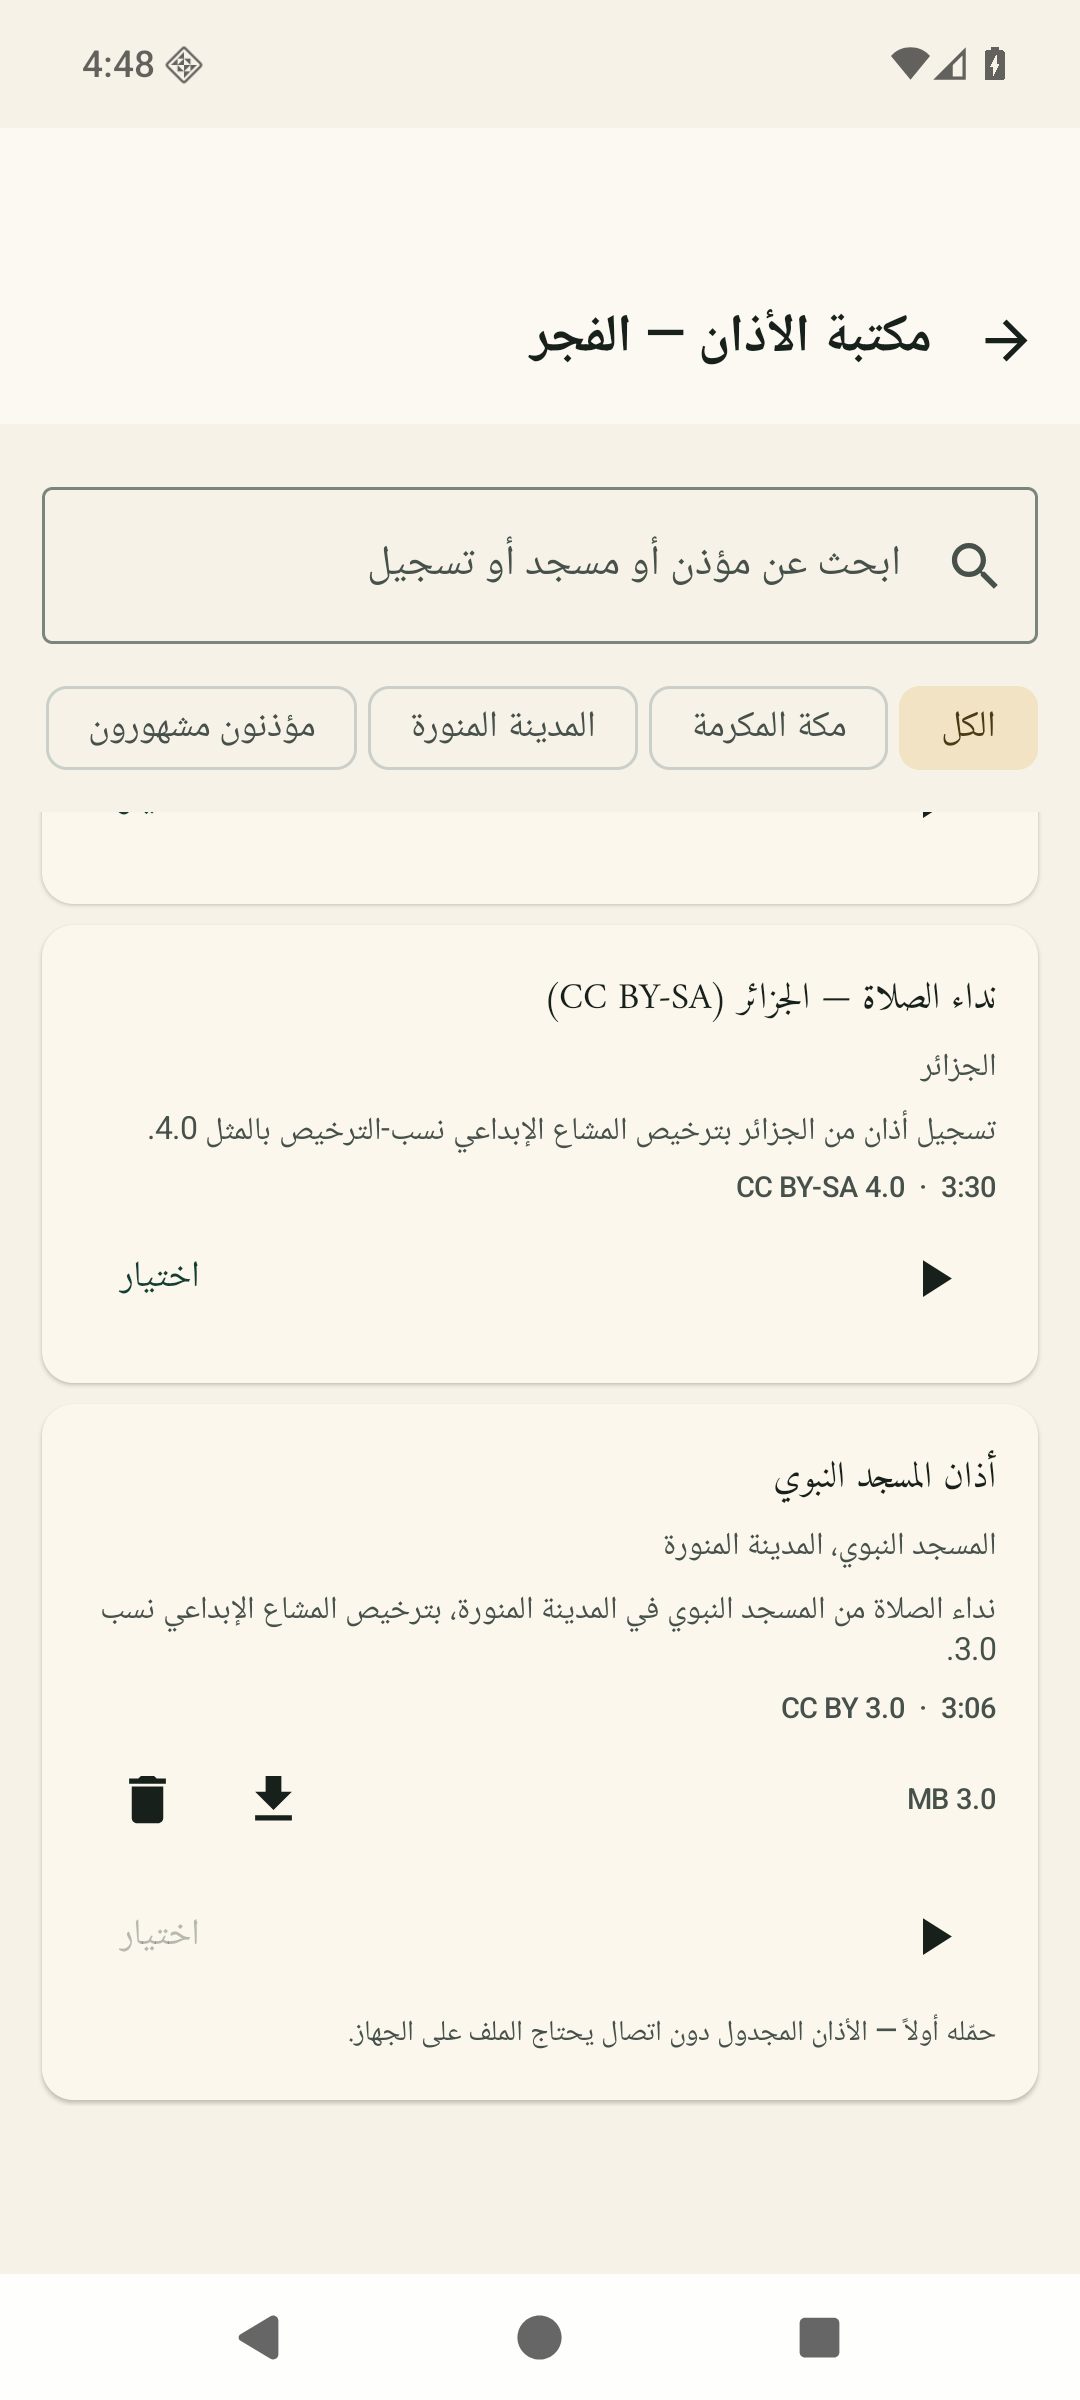 4:48
مكتبة الأذان — الفجر
ابحث عن مؤذن أو مسجد أو تسجيل
الكل
مكة المكرمة
المدينة المنورة
مؤذنون مشهورون
نداء الصلاة — الجزائر (CC BY-SA)
الجزائر
تسجيل أذان من الجزائر بترخيص المشاع الإبداعي نسب-الترخيص بالمثل 4.0.
3:30 · CC BY-SA 4.0
اختيار
أذان المسجد النبوي
المسجد النبوي، المدينة المنورة
نداء الصلاة من المسجد النبوي في المدينة المنورة، بترخيص المشاع الإبداعي نسب
3.0.
3:06 · CC BY 3.0
3.0 MB
اختيار
حمّله أولاً — الأذان المجدول دون اتصال يحتاج الملف على الجهاز.